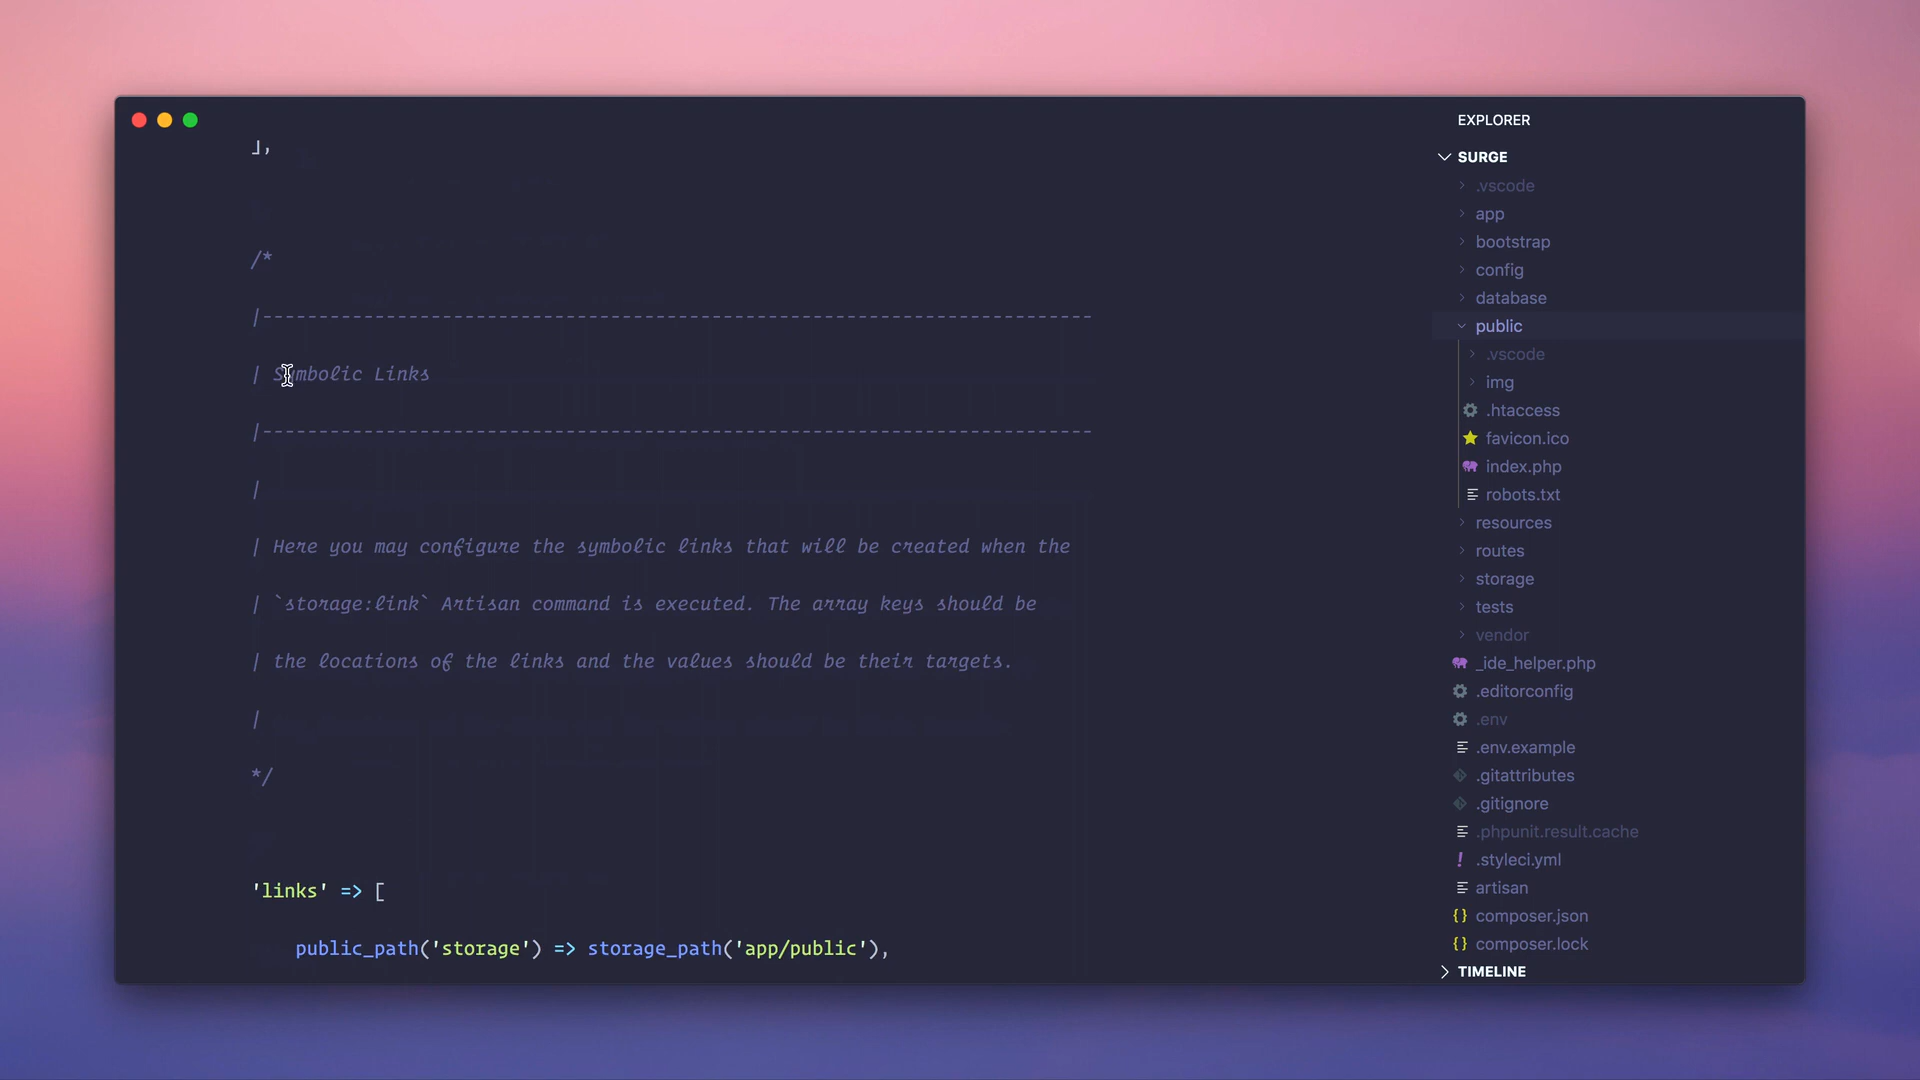 ],
/*
|--------------------------------------------------------------------------
| Symbolic Links
|--------------------------------------------------------------------------
|
| Here you may configure the symbolic links that will be created when the
| `storage:link` Artisan command is executed. The array keys should be
| the locations of the links and the values should be their targets.
|
*/
'links' => [
public_path('storage') => storage_path('app/public'),
EXPLORER
SURGE
.vscode
app
bootstrap
config
database
public
.vscode
img
.htaccess
favicon.ico
index.php
robots.txt
resources
routes
storage
tests
vendor
_ide_helper.php
.editorconfig
.env
.env.example
.gitattributes
.gitignore
.phpunit.result.cache
.styleci.yml
artisan
composer.json
composer.lock
TIMELINE